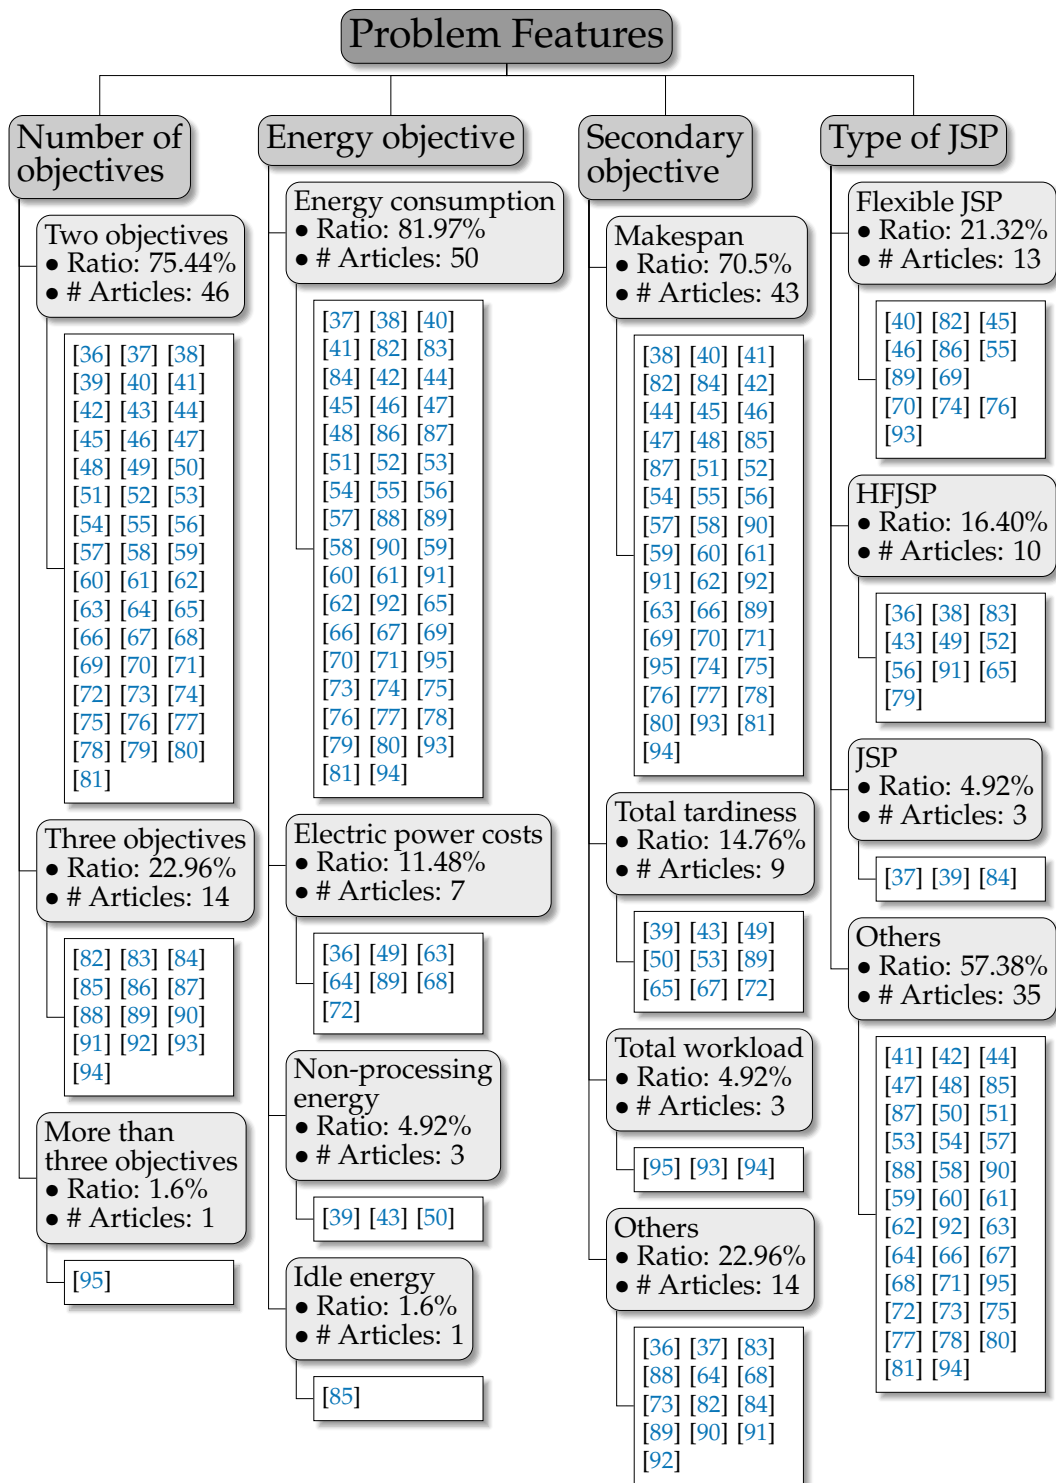 Problem Features
Number of
objectives
Two objectives
● Ratio: 75.44%
● # Articles: 46
[36] [37] [38]
[39] [40] [41]
[42] [43] [44]
[45] [46] [47]
[48] [49] [50]
[51] [52] [53]
[54] [55] [56]
[57] [58] [59]
[60] [61] [62]
[63] [64] [65]
[66] [67] [68]
[69] [70] [71]
[72] [73] [74]
[75] [76] [77]
[78] [79] [80]
[81]
Three objectives
● Ratio: 22.96%
● # Articles: 14
[82] [83] [84]
[85] [86] [87]
[88] [89] [90]
[91] [92] [93]
[94]
More than
three objectives
● Ratio: 1.6%
● # Articles: 1
[95]
Energy objective
Energy consumption
● Ratio: 81.97%
● # Articles: 50
[37] [38] [40]
[41] [82] [83]
[84] [42] [44]
[45] [46] [47]
[48] [86] [87]
[51] [52] [53]
[54] [55] [56]
[57] [88] [89]
[58] [90] [59]
[60] [61] [91]
[62] [92] [65]
[66] [67] [69]
[70] [71] [95]
[73] [74] [75]
[76] [77] [78]
[79] [80] [93]
[81] [94]
Electric power costs
● Ratio: 11.48%
● # Articles: 7
[36] [49] [63]
[64] [89] [68]
[72]
Non-processing
energy
● Ratio: 4.92%
● # Articles: 3
[39] [43] [50]
Idle energy
● Ratio: 1.6%
● # Articles: 1
[85]
Secondary
objective
Makespan
● Ratio: 70.5%
● # Articles: 43
[38] [40] [41]
[82] [84] [42]
[44] [45] [46]
[47] [48] [85]
[87] [51] [52]
[54] [55] [56]
[57] [58] [90]
[59] [60] [61]
[91] [62] [92]
[63] [66] [89]
[69] [70] [71]
[95] [74] [75]
[76] [77] [78]
[80] [93] [81]
[94]
Total tardiness
● Ratio: 14.76%
● # Articles: 9
[39] [43] [49]
[50] [53] [89]
[65] [67] [72]
Total workload
● Ratio: 4.92%
● # Articles: 3
[95] [93] [94]
Others
● Ratio: 22.96%
● # Articles: 14
[36] [37] [83]
[88] [64] [68]
[73] [82] [84]
[89] [90] [91]
[92]
Type of JSP
Flexible JSP
● Ratio: 21.32%
● # Articles: 13
[40] [82] [45]
[46] [86] [55]
[89] [69]
[70] [74] [76]
[93]
HFJSP
● Ratio: 16.40%
● # Articles: 10
[36] [38] [83]
[43] [49] [52]
[56] [91] [65]
[79]
JSP
● Ratio: 4.92%
● # Articles: 3
[37] [39] [84]
Others
● Ratio: 57.38%
● # Articles: 35
[41] [42] [44]
[47] [48] [85]
[87] [50] [51]
[53] [54] [57]
[88] [58] [90]
[59] [60] [61]
[62] [92] [63]
[64] [66] [67]
[68] [71] [95]
[72] [73] [75]
[77] [78] [80]
[81] [94]